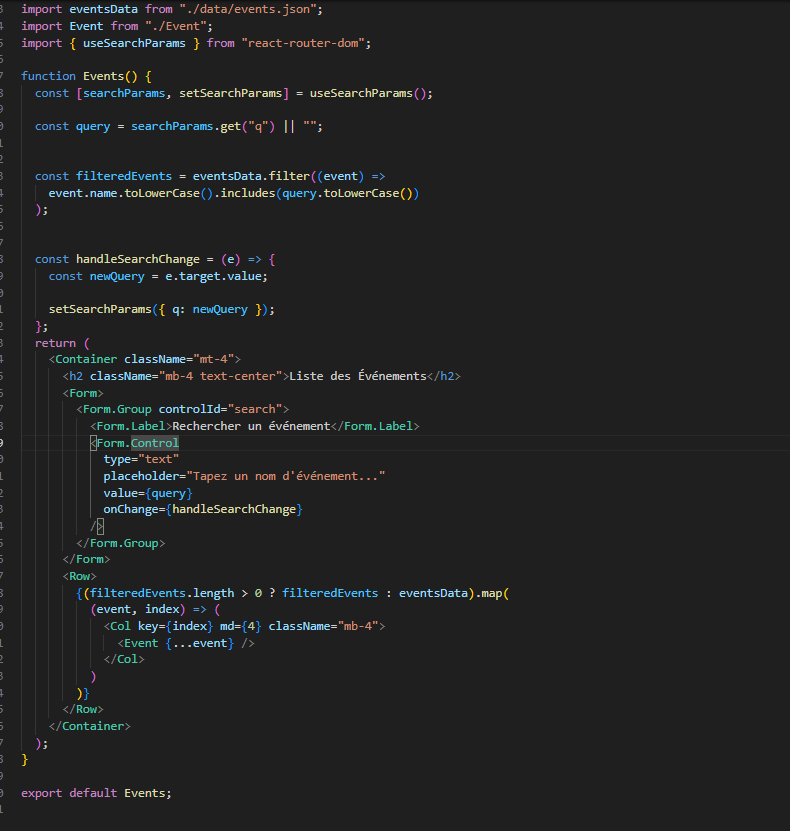 import eventsData from "./data/events.json";
import Event from "./Event";
import { useSearchParams } from "react-router-dom";
function Events() {
const [searchParams, setSearchParams] = useSearchParams();
const query = searchParams.get("q") || "";
const filteredEvents = eventsData.filter((event) =>
event.name.toLowerCase().includes(query.toLowerCase())
);
const handleSearchChange = (e) => {
const newQuery = e.target.value;
setSearchParams({ q: newQuery });
};
return (
<Container className="mt-4">
<h2 className="mb-4 text-center">Liste des Événements</h2>
<Form>
<Form.Group controlId="search">
<Form.Label>Rechercher un événement</Form.Label>
<Form.Control
type="text"
placeholder="Tapez un nom d'événement..."
value={query}
onChange={handleSearchChange}
/>
</Form.Group>
</Form>
<Row>
{(filteredEvents.length > 0 ? filteredEvents : eventsData).map(
(event, index) => (
<Col key={index} md={4} className="mb-4">
<Event {...event} />
</Col>
)
)}
</Row>
</Container>
);
}
export default Events;